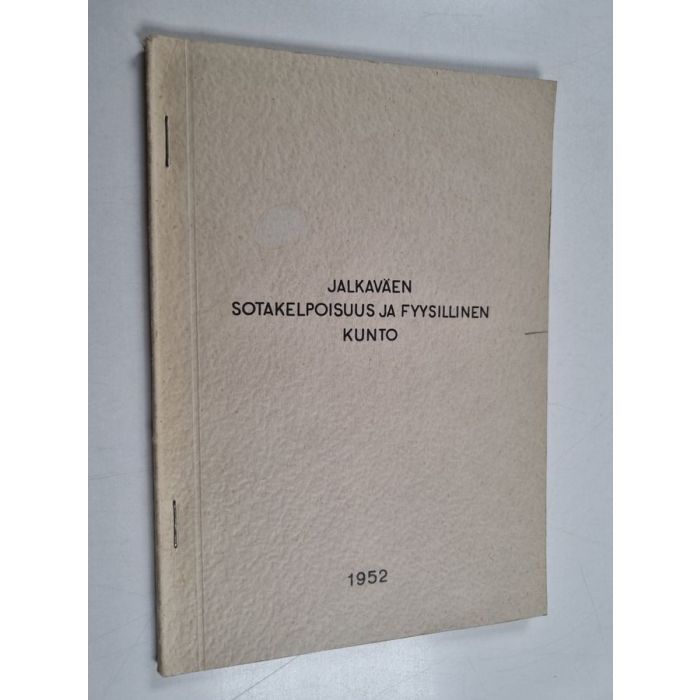 JALKAVÄEN
SOTAKELPOISUUS JA FYYSILLINEN
KUNTO
1952